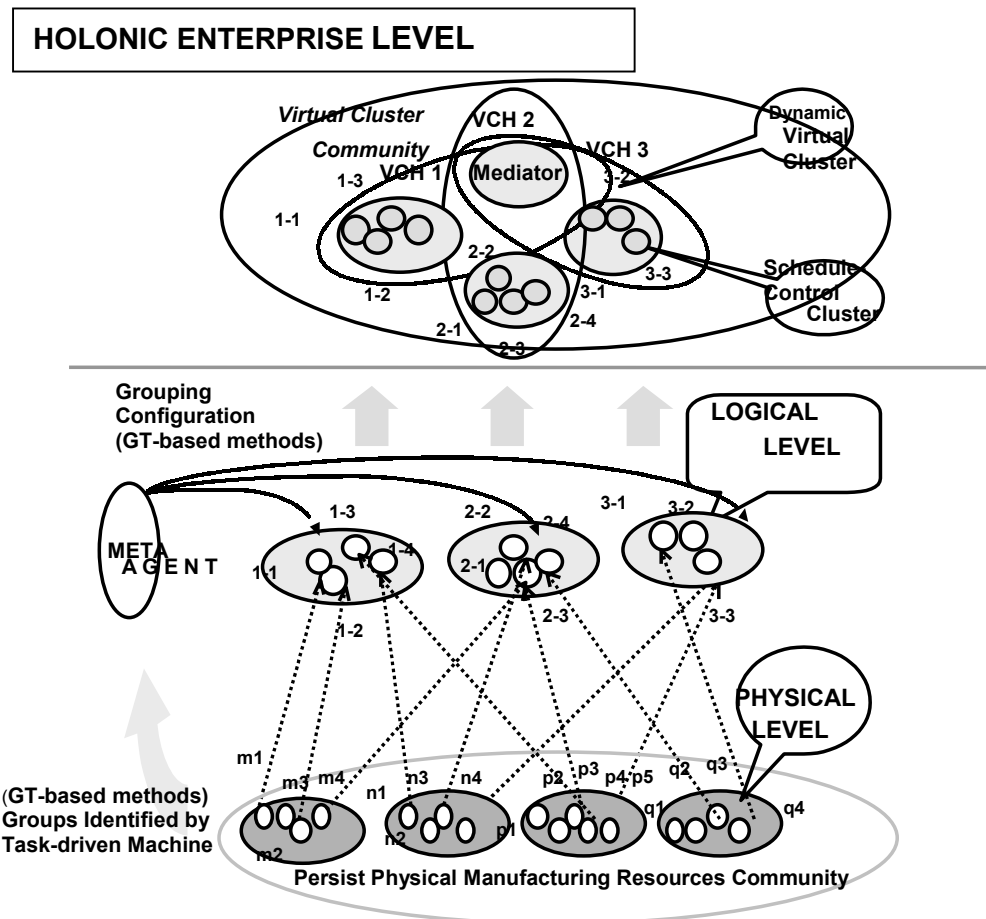 HOLONIC ENTERPRISE LEVEL
Virtual Cluster
Community
VCH 2
VCH 1
VCH 3
Dynamic
Virtual
Cluster
Mediator
1-3
3-2
1-1
2-2
3-3
1-2
3-1
Schedule
Control
Cluster
2-1
2-4
2-3
Grouping
Configuration
(GT-based methods)
LOGICAL
LEVEL
1-3
2-2
3-1
3-2
2-4
META
AGENT
1-4
1-1
2-1
1-2
2-3
3-3
PHYSICAL
LEVEL
m1
m3
m4
n3
n4
p2
p3
p4
p5
q2
q3
n1
q1
q4
(GT-based methods)
Groups Identified by
Task-driven Machine
m2
n2
p1
Persist Physical Manufacturing Resources Community